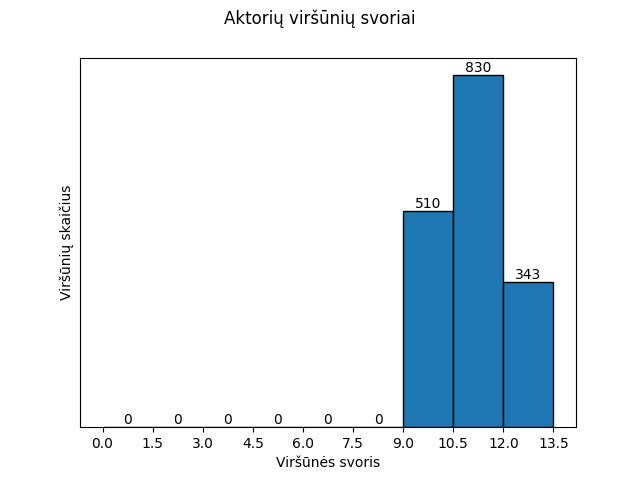 Aktorių viršūnių svoriai
Viršūnių skaičius
830
510
343
0 0 0 0 0 0
0.0 1.5 3.0 4.5 6.0 7.5 9.0 10.5 12.0 13.5
Viršūnės svoris